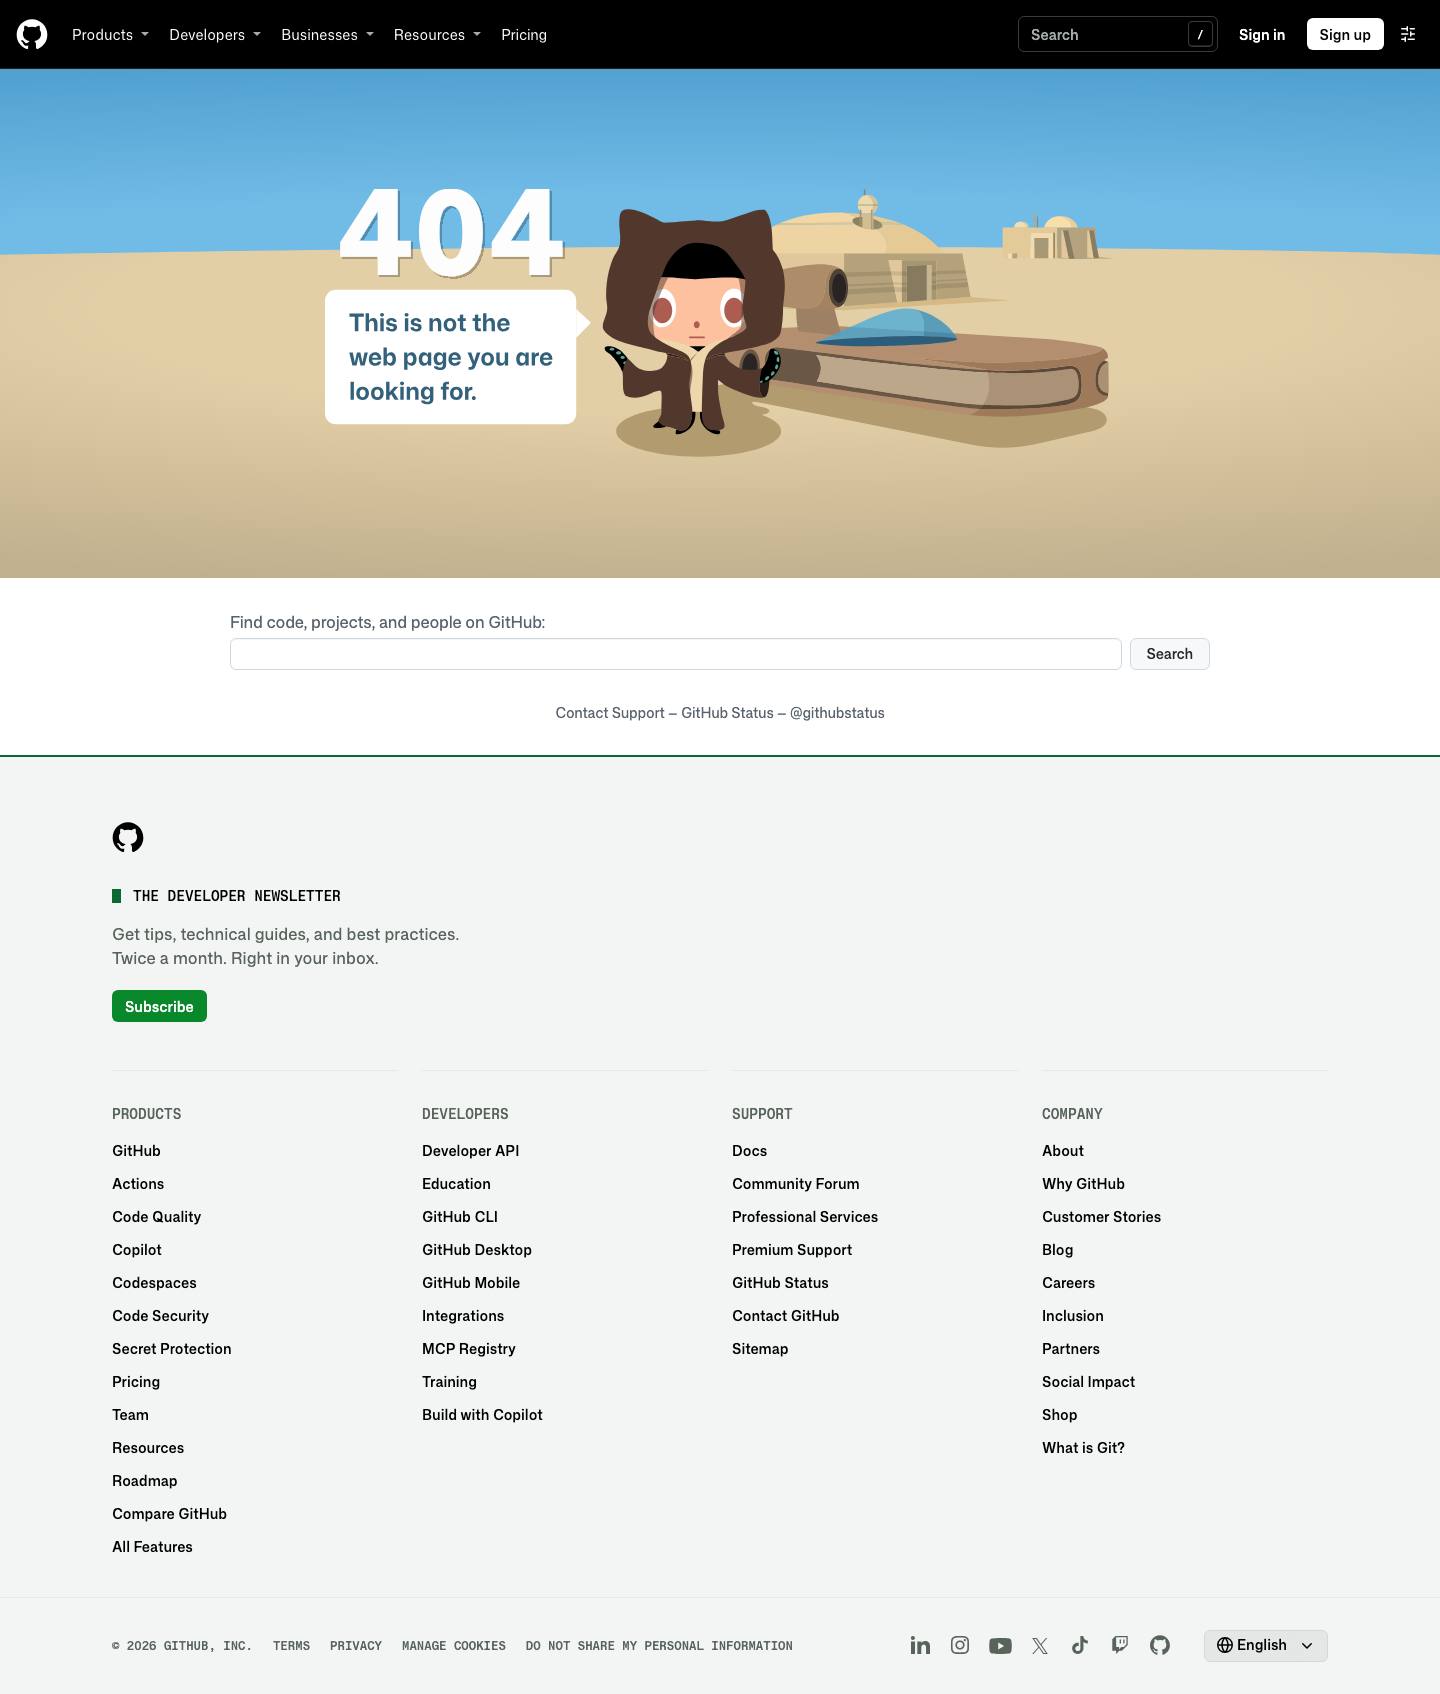 Products Developers Businesses Resources Pricing Search / Sign in Sign up
404
This is not the
web page you are
looking for.
Find code, projects, and people on GitHub:
Search
Contact Support — GitHub Status — @githubstatus
THE DEVELOPER NEWSLETTER
Get tips, technical guides, and best practices.
Twice a month. Right in your inbox.
Subscribe
PRODUCTS
GitHub
Actions
Code Quality
Copilot
Codespaces
Code Security
Secret Protection
Pricing
Team
Resources
Roadmap
Compare GitHub
All Features
DEVELOPERS
Developer API
Education
GitHub CLI
GitHub Desktop
GitHub Mobile
Integrations
MCP Registry
Training
Build with Copilot
SUPPORT
Docs
Community Forum
Professional Services
Premium Support
GitHub Status
Contact GitHub
Sitemap
COMPANY
About
Why GitHub
Customer Stories
Blog
Careers
Inclusion
Partners
Social Impact
Shop
What is Git?
© 2026 GITHUB, INC. TERMS PRIVACY MANAGE COOKIES DO NOT SHARE MY PERSONAL INFORMATION English